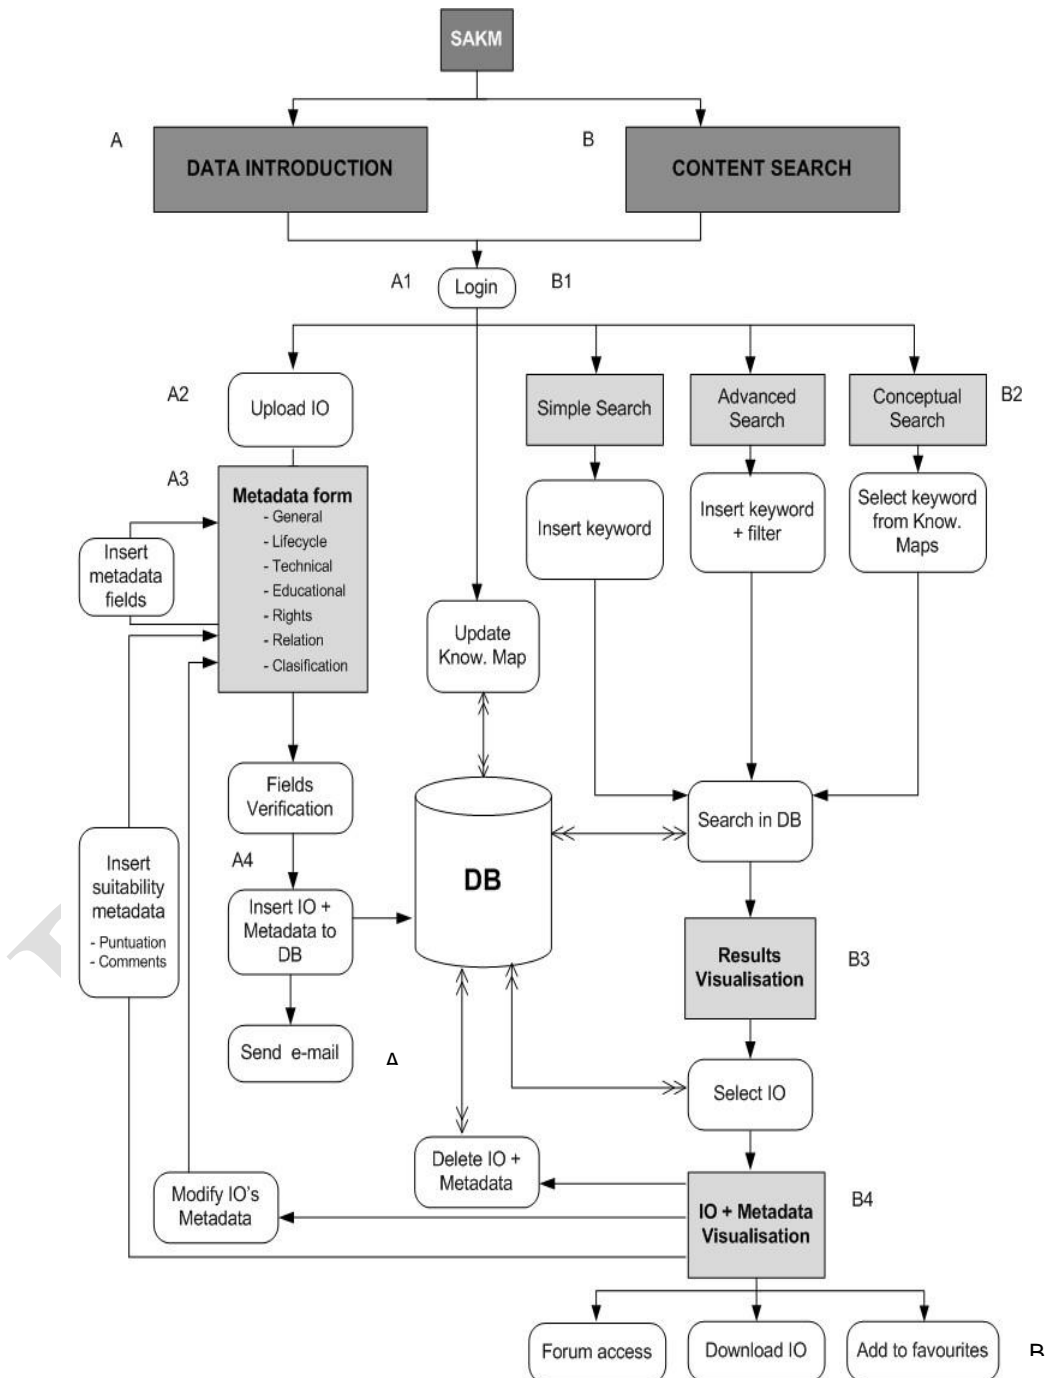 SAKM
A
DATA INTRODUCTION
B
CONTENT SEARCH
A1
Login
B1
A2
Upload IO
Simple Search
Advanced
Search
Conceptual
Search
B2
A3
Metadata form
- General
- Lifecycle
- Technical
- Educational
- Rights
- Relation
- Clasification
Insert
metadata
fields
Insert keyword
Insert keyword
+ filter
Select keyword
from Know.
Maps
Update
Know. Map
Fields
Verification
Search in DB
DB
A4
Insert IO +
Metadata to
DB
Insert
suitability
metadata
- Puntuation
- Comments
Results
Visualisation
B3
Send e-mail
A
Select IO
Delete IO +
Metadata
Modify IO's
Metadata
IO + Metadata
Visualisation
B4
Forum access
Download IO
Add to favourites
B